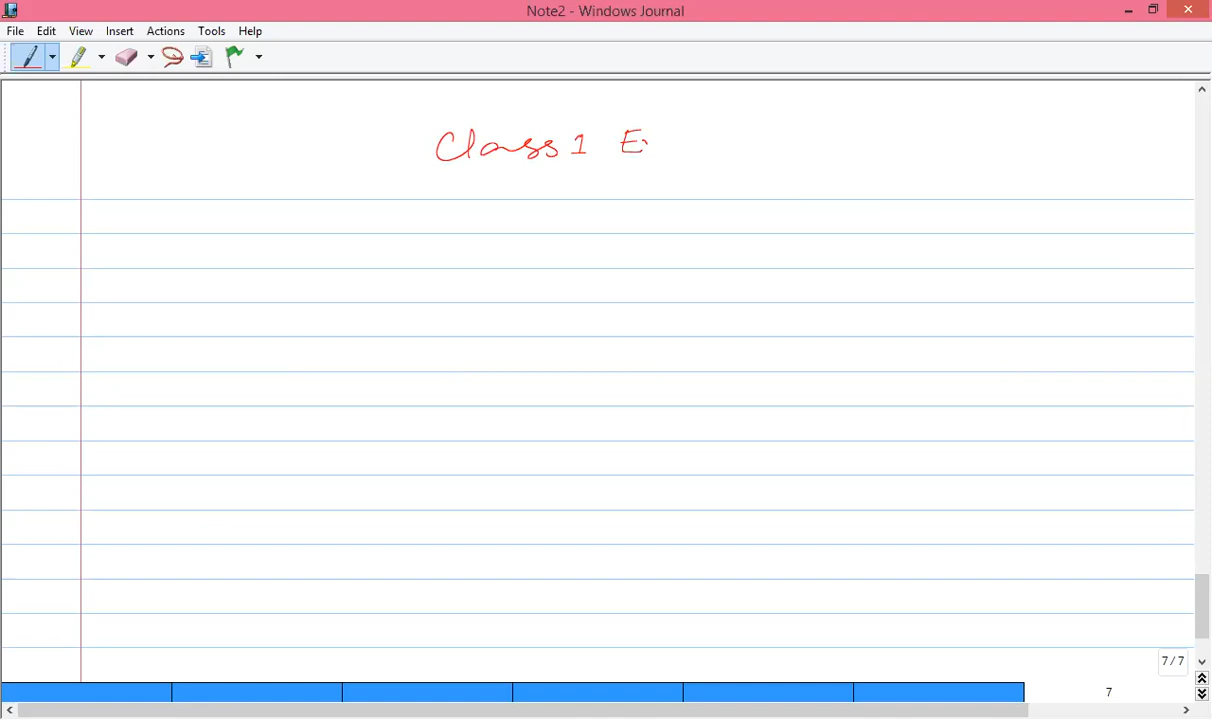 Note2 - Windows Journal
File Edit View Insert Actions Tools Help
Class 1 E
7 / 7
7